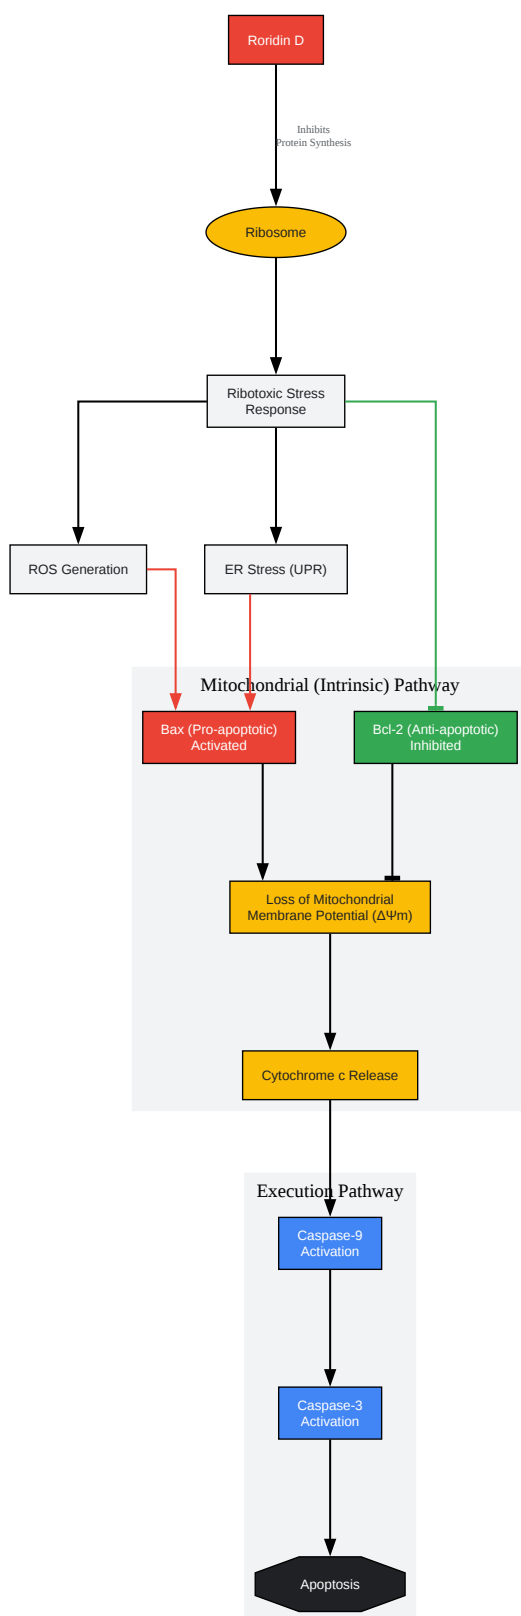 Roridin D
Inhibits
Protein Synthesis
Ribosome
Ribotoxic Stress
Response
ROS Generation
ER Stress (UPR)
Mitochondrial (Intrinsic) Pathway
Bax (Pro-apoptotic)
Activated
Bcl-2 (Anti-apoptotic)
Inhibited
Loss of Mitochondrial
Membrane Potential (ΔΨm)
Cytochrome c Release
Execution Pathway
Caspase-9
Activation
Caspase-3
Activation
Apoptosis